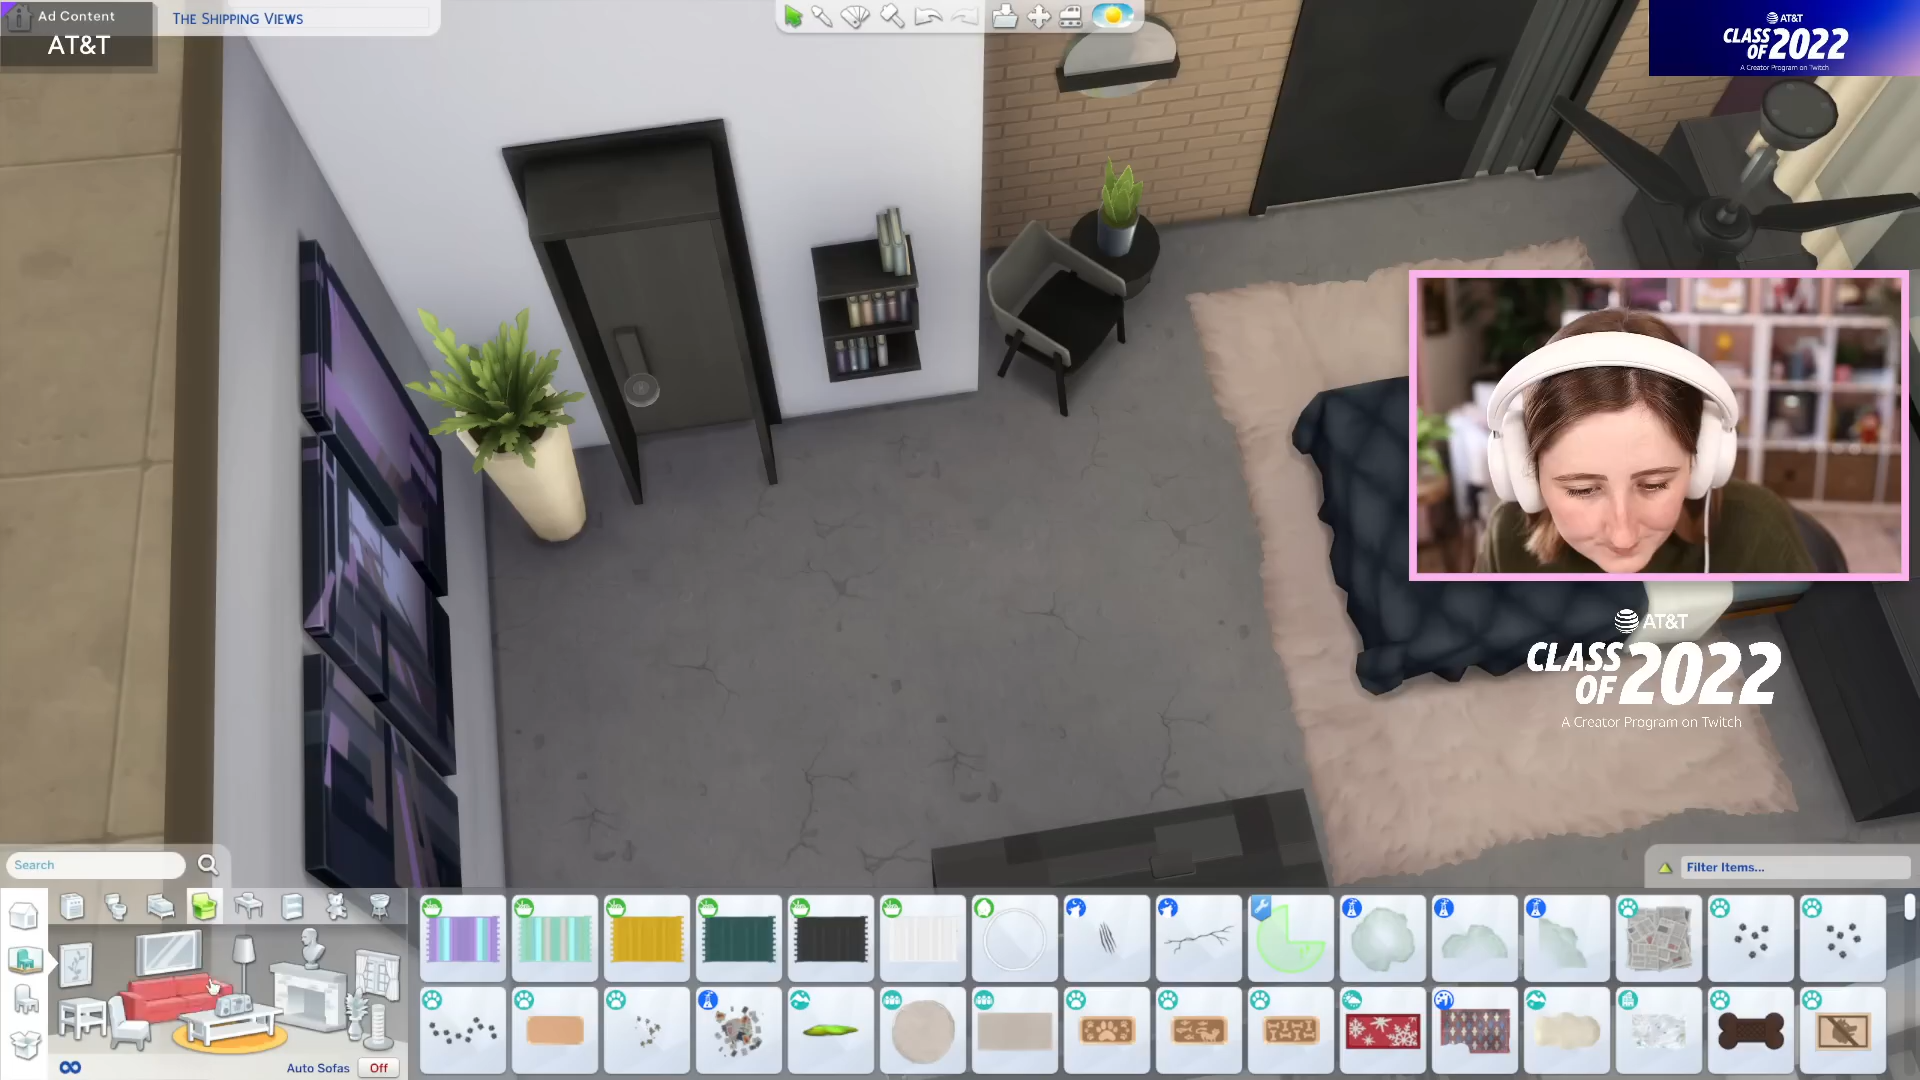 Ad Content
AT&T
The Shipping Views
AT&T
CLASS
OF 2022
A Creator Program on Twitch
AT&T
CLASS
OF 2022
A Creator Program on Twitch
Search
Filter Items...
Auto Sofas Off